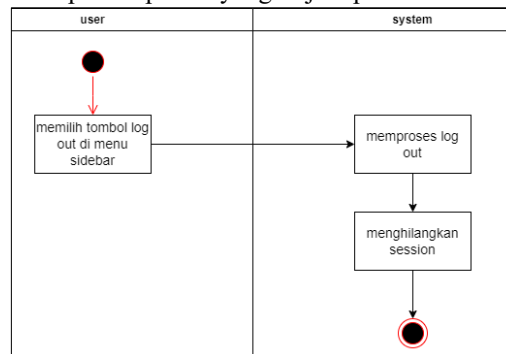 user
system
memilih tombol log
out di menu
sidebar
memproses log
out
menghilangkan
session